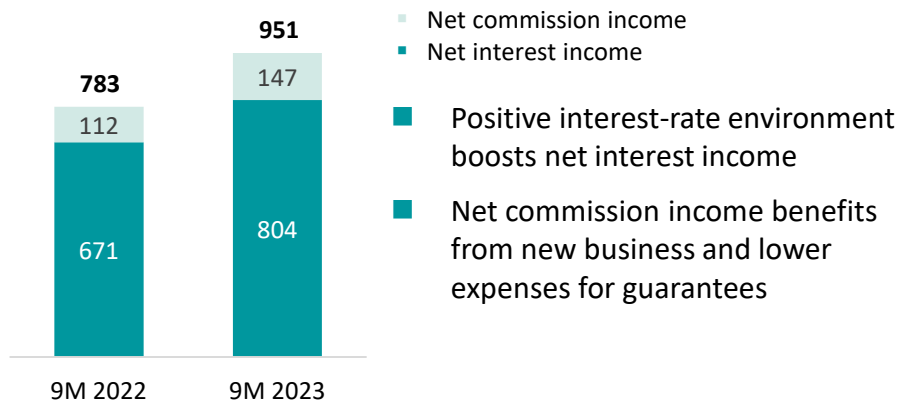 Net commission income
Net interest income
951
783
147
112
804
671
9M 2022
9M 2023
Positive interest-rate environment
boosts net interest income
Net commission income benefits
from new business and lower
expenses for guarantees